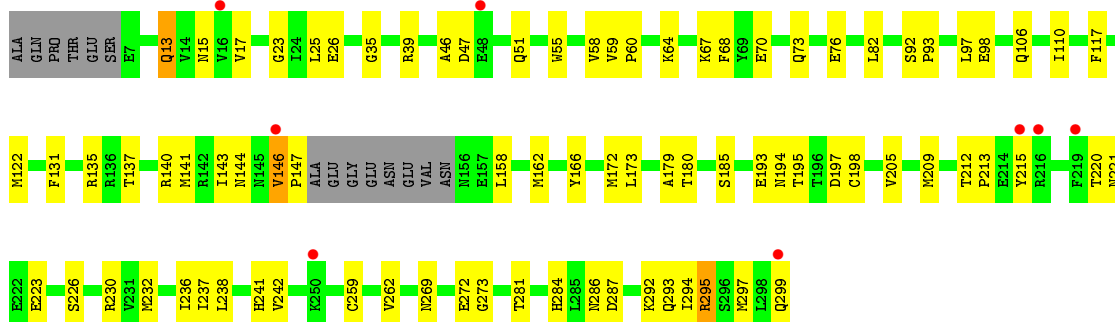 ALA GLN PRO THR GLU SER E7 Q13 V14 N15 V16 V17 G23 I24 L25 E26 G35 R39 A46 D47 E48 Q51 W55 V58 V59 P60 K64 K67 F68 Y69 E70 Q73 E76 L82 S92 P93 L97 E98 Q106 I110 F117
M122 F131 R135 R136 T137 R140 M141 R142 I143 N144 N145 V146 P147 ALA GLU GLY GLU ASN GLU VAL ASN N156 E157 L158 M162 Y166 M172 L173 A179 T180 S185 E193 N194 T195 T196 D197 C198 V205 M209 T212 P213 E214 Y215 R216 F219 T220 N221
E222 E223 S226 R230 V231 M232 I236 I237 L238 H241 V242 K250 C259 V262 N269 E272 G273 T281 H284 L285 N286 D287 K292 Q293 I294 R295 S296 M297 L298 Q299